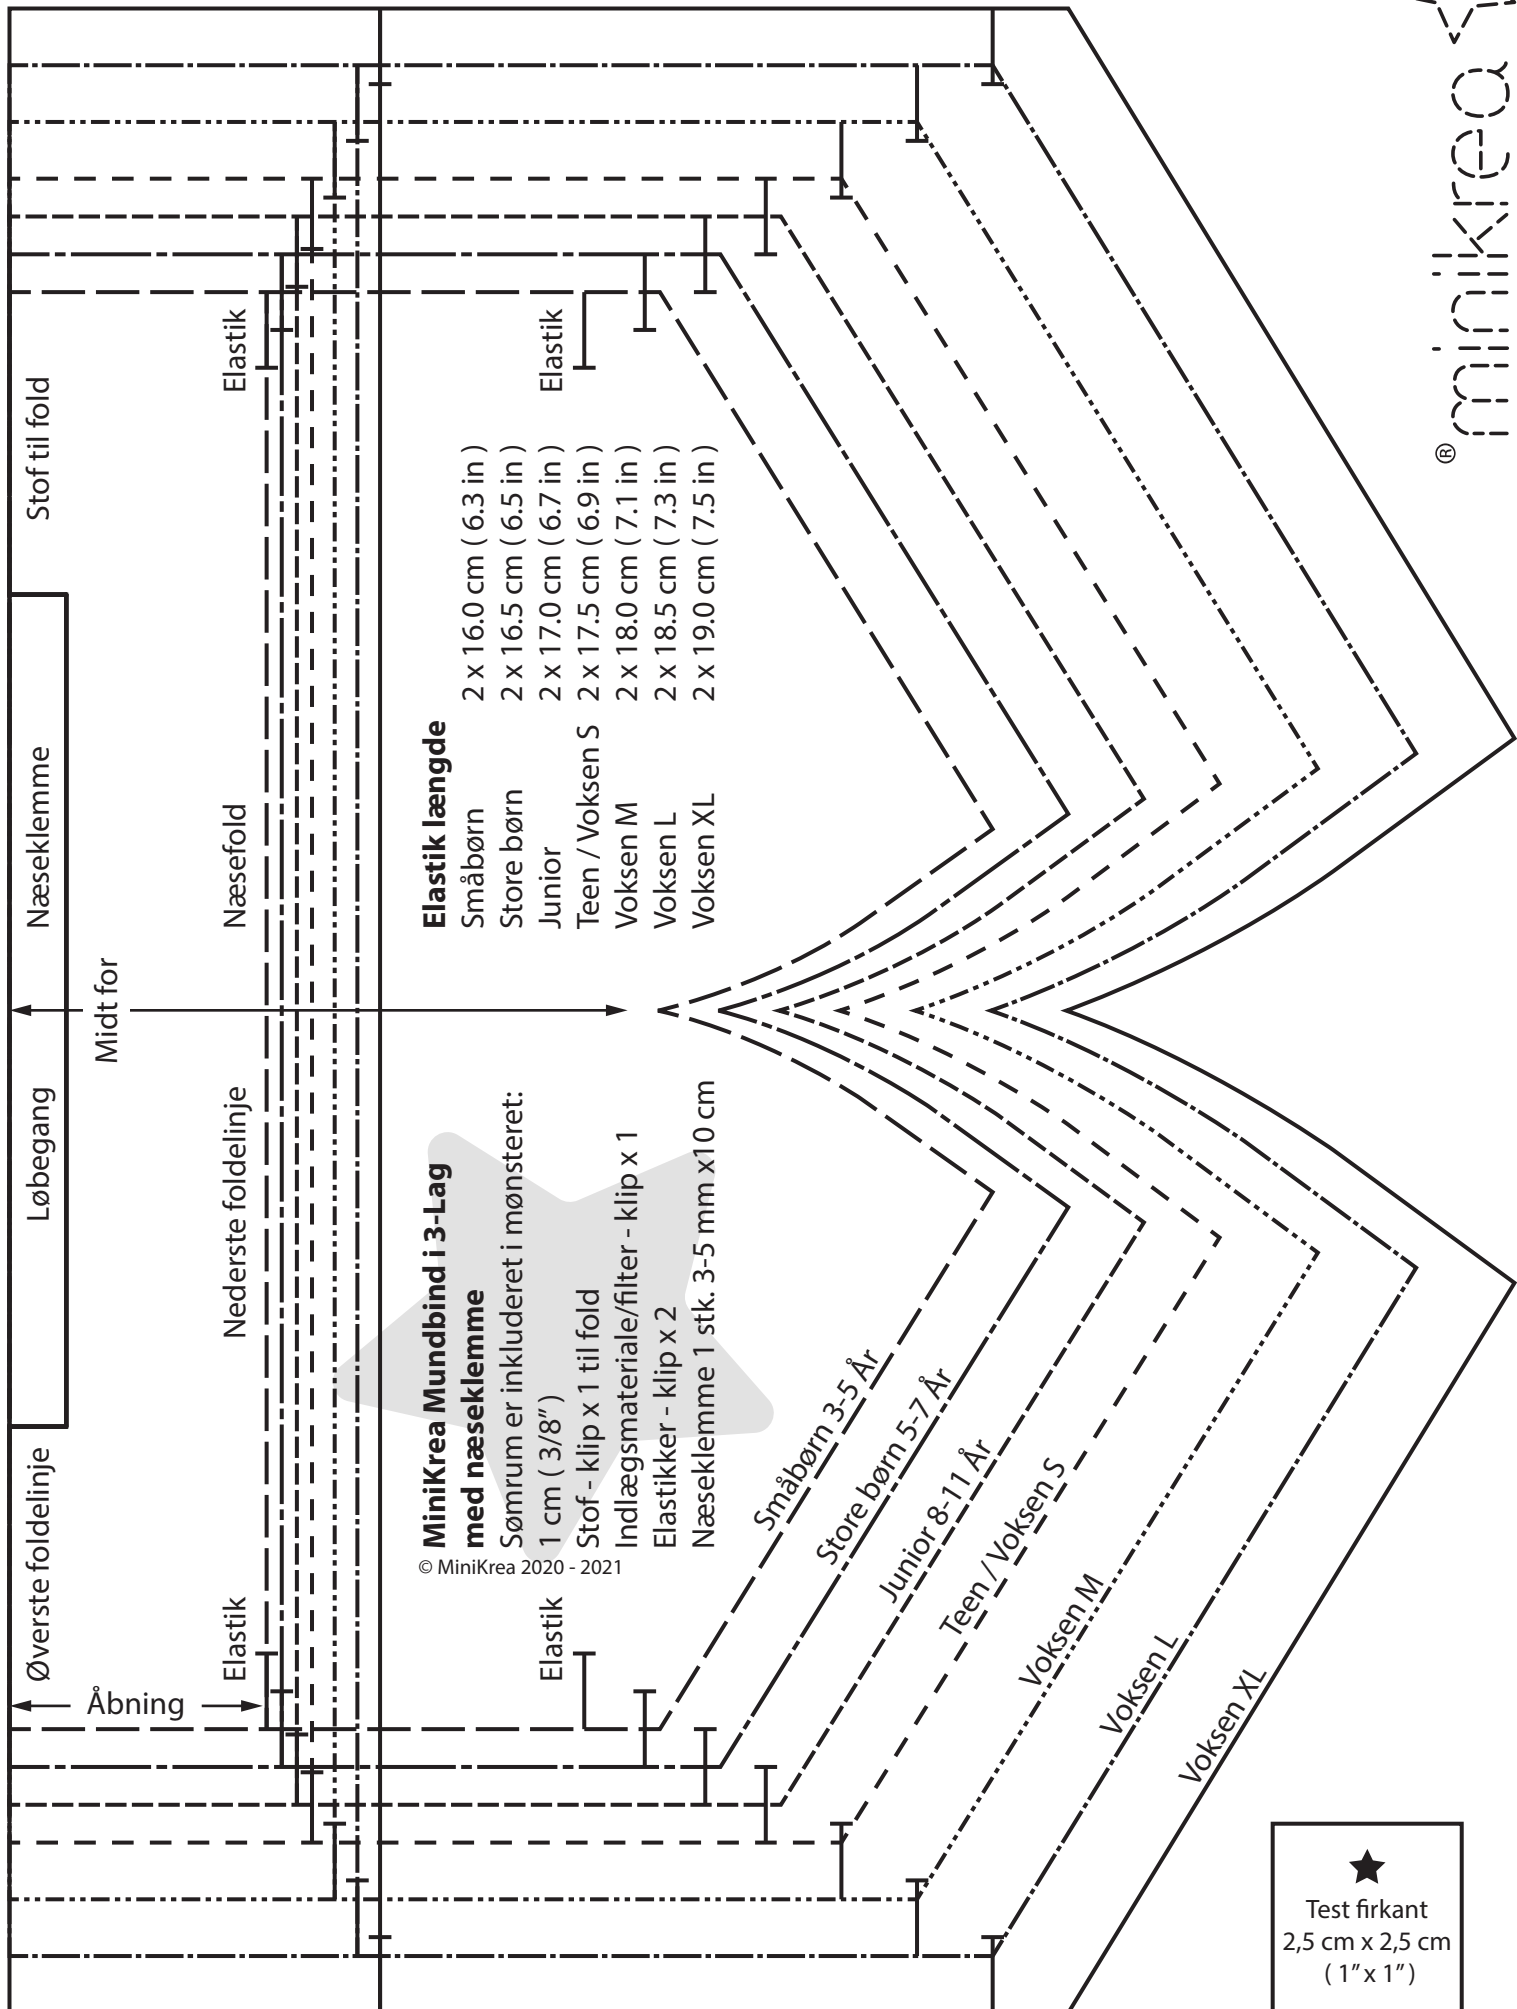 Øverste foldelinje
Løbegang
Næseklemme
Stof til fold
Åbning
Midt for
Elastik
Nederste foldelinje
Næsefold
Elastik
MiniKrea Mundbind i 3-Lag
med næseklemme
Sømrum er inkluderet i mønsteret:
1 cm ( 3/8” )
Stof - klip x 1 til fold
Indlægsmateriale/filter - klip x 1
Elastikker - klip x 2
Næseklemme 1 stk. 3-5 mm x10 cm
© MiniKrea 2020 - 2021
Elastik længde
Småbørn 2 x 16.0 cm ( 6.3 in )
Store børn 2 x 16.5 cm ( 6.5 in )
Junior 2 x 17.0 cm ( 6.7 in )
Teen / Voksen S 2 x 17.5 cm ( 6.9 in )
Voksen M 2 x 18.0 cm ( 7.1 in )
Voksen L 2 x 18.5 cm ( 7.3 in )
Voksen XL 2 x 19.0 cm ( 7.5 in )
Elastik
Elastik
Småbørn 3-5 År
Store børn 5-7 År
Junior 8-11 År
Teen / Voksen S
Voksen M
Voksen L
Voksen XL
minikrea
®
Test firkant
2,5 cm x 2,5 cm
( 1” x 1” )